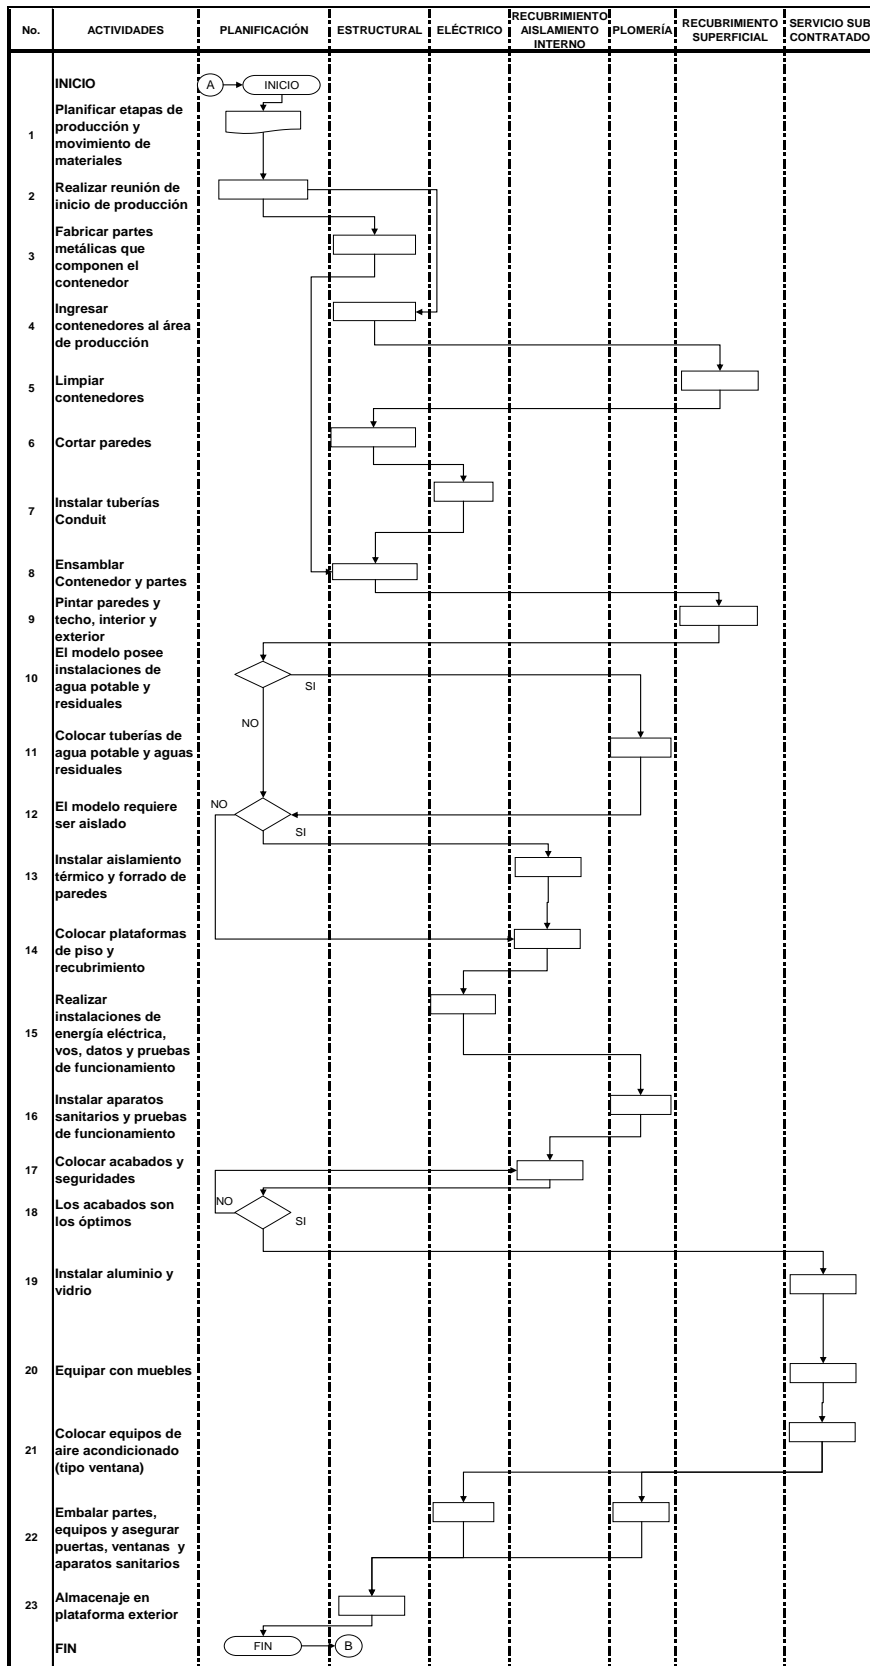 No.
ACTIVIDADES
PLANIFICACIÓN
ESTRUCTURAL
ELÉCTRICO
RECUBRIMIENTO
AISLAMIENTO
INTERNO
PLOMERÍA
RECUBRIMIENTO
SUPERFICIAL
SERVICIO SUB
CONTRATADO
INICIO
A
INICIO
1
Planificar etapas de
producción y
movimiento de
materiales
2
Realizar reunión de
inicio de producción
3
Fabricar partes
metálicas que
componen el
contenedor
4
Ingresar
contenedores al área
de producción
5
Limpiar
contenedores
6
Cortar paredes
7
Instalar tuberías
Conduit
8
Ensamblar
Contenedor y partes
9
Pintar paredes y
techo, interior y
exterior
10
El modelo posee
instalaciones de
agua potable y
residuales
SI
NO
11
Colocar tuberías de
agua potable y aguas
residuales
12
El modelo requiere
ser aislado
NO
SI
13
Instalar aislamiento
térmico y forrado de
paredes
14
Colocar plataformas
de piso y
recubrimiento
15
Realizar
instalaciones de
energía eléctrica,
vos, datos y pruebas
de funcionamiento
16
Instalar aparatos
sanitarios y pruebas
de funcionamiento
17
Colocar acabados y
seguridades
18
Los acabados son
los óptimos
NO
SI
19
Instalar aluminio y
vidrio
20
Equipar con muebles
21
Colocar equipos de
aire acondicionado
(tipo ventana)
22
Embalar partes,
equipos y asegurar
puertas, ventanas y
aparatos sanitarios
23
Almacenaje en
plataforma exterior
FIN
FIN
B